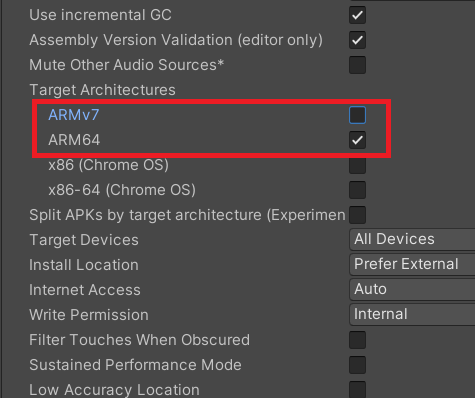 Use incremental GC
Assembly Version Validation (editor only)
Mute Other Audio Sources*
Target Architectures
ARMv7
ARM64
x86 (Chrome OS)
x86-64 (Chrome OS)
Split APKs by target architecture (Experimen
Target Devices All Devices
Install Location Prefer External
Internet Access Auto
Write Permission Internal
Filter Touches When Obscured
Sustained Performance Mode
Low Accuracy Location